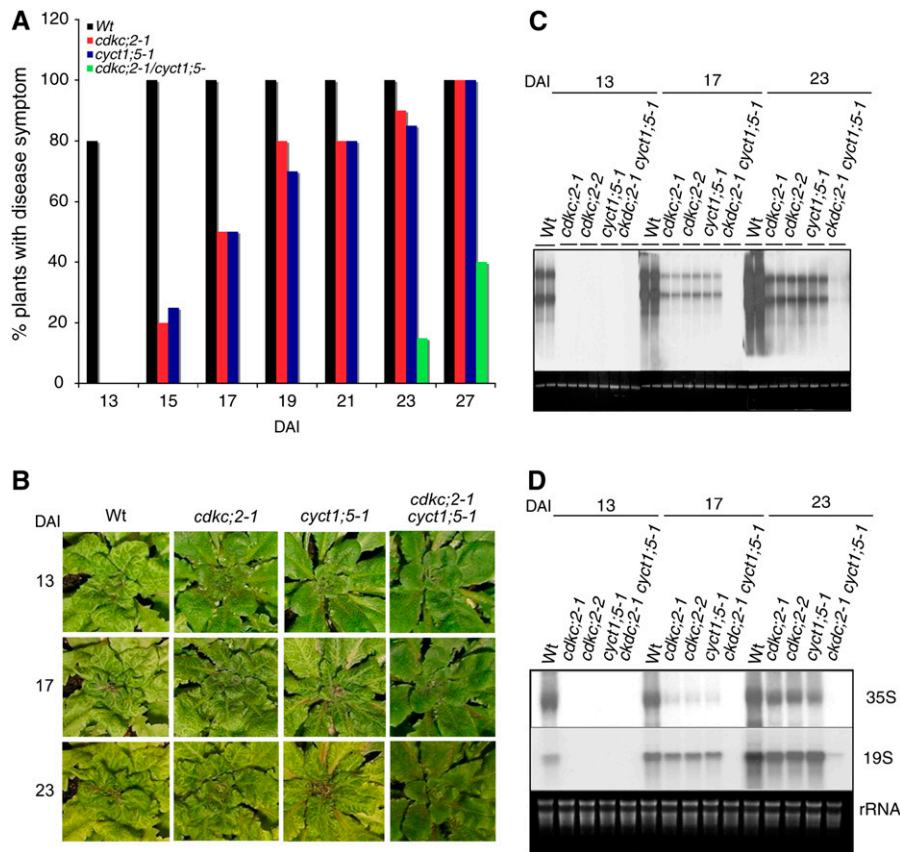 A
Wt
cdkc;2-1
cyct1;5-1
cdkc;2-1/cyct1;5-
% plants with disease symptom
120
100
80
60
40
20
0
13 15 17 19 21 23 27
DAI
B
DAI
Wt
cdkc;2-1
cyct1;5-1
cdkc;2-1
cyct1;5-1
13
17
23
C
DAI 13 17 23
Wt
cdkc;2-1
cdkc;2-2
cyct1;5-1
ckdc;2-1 cyct1;5-1
Wt
cdkc;2-1
cdkc;2-2
cyct1;5-1
ckdc;2-1 cyct1;5-1
Wt
cdkc;2-1
cdkc;2-2
cyct1;5-1
ckdc;2-1 cyct1;5-1
D
DAI 13 17 23
Wt
cdkc;2-1
cdkc;2-2
cyct1;5-1
ckdc;2-1 cyct1;5-1
Wt
cdkc;2-1
cdkc;2-2
cyct1;5-1
ckdc;2-1 cyct1;5-1
Wt
cdkc;2-1
cdkc;2-2
cyct1;5-1
ckdc;2-1 cyct1;5-1
35S
19S
rRNA